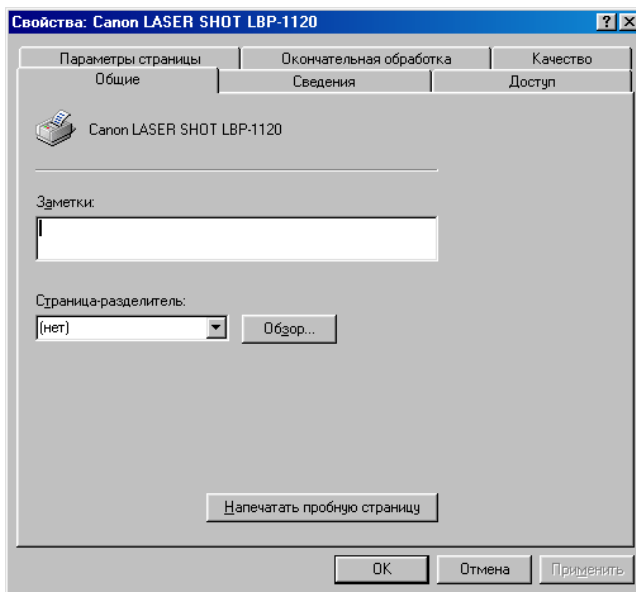 Свойства: Canon LASER SHOT LBP-1120
Параметры страницы Окончательная обработка Качество
Общие Сведения Доступ
Canon LASER SHOT LBP-1120
Заметки:
Страница-разделитель:
(нет) Обзор...
Напечатать пробную страницу
OK Отмена Применить